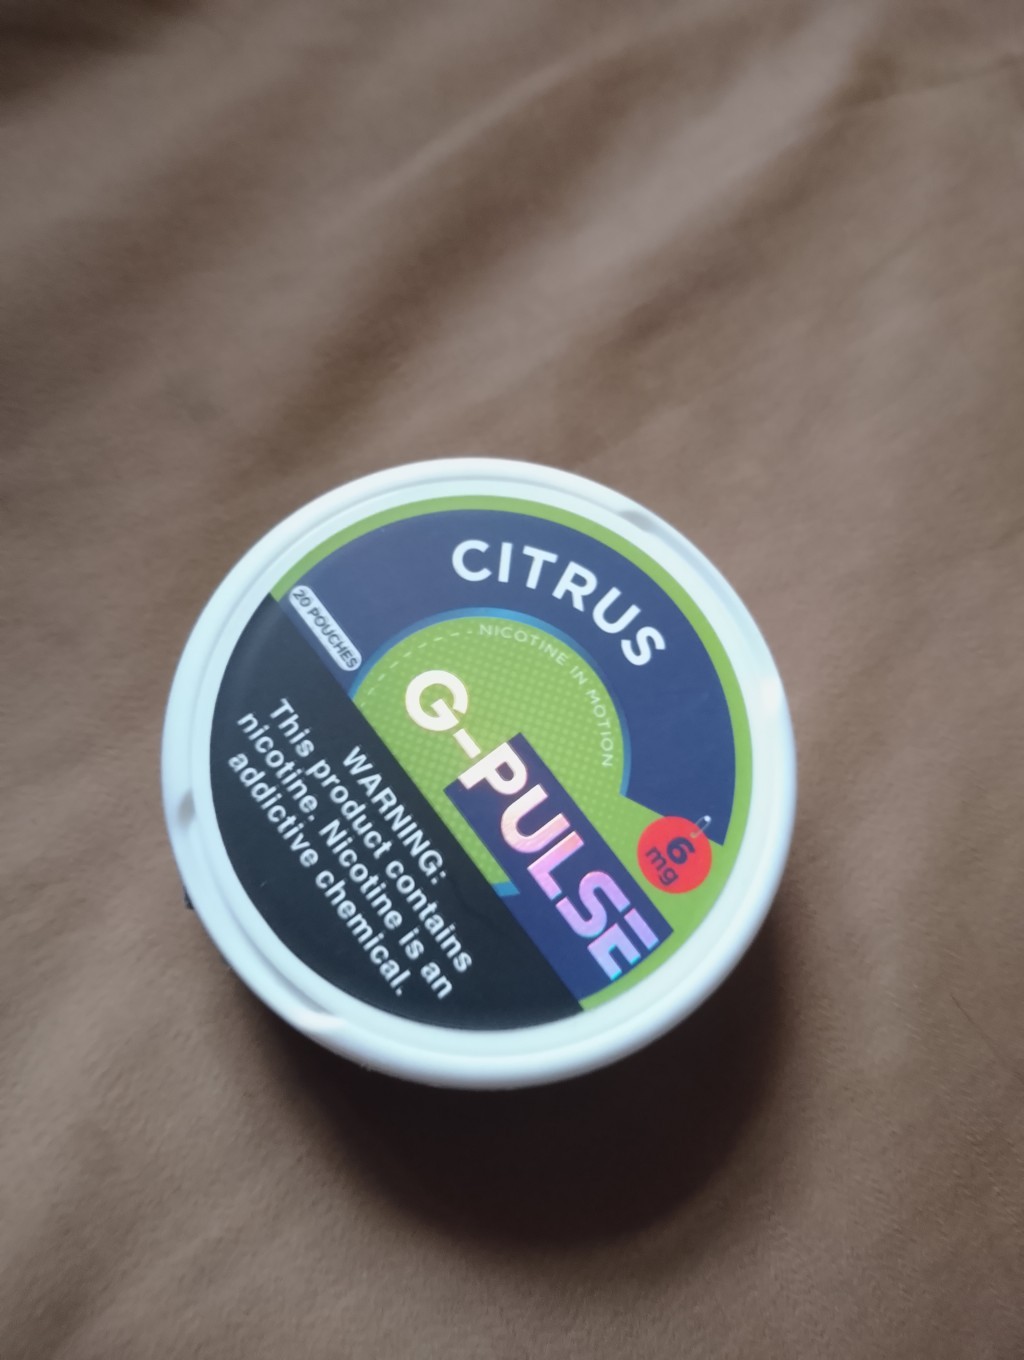 CITRUS
20 POUCHES
NICOTINE IN MOTION
G-PULSE
6
mg
WARNING:
This product contains
nicotine. Nicotine is an
addictive chemical.